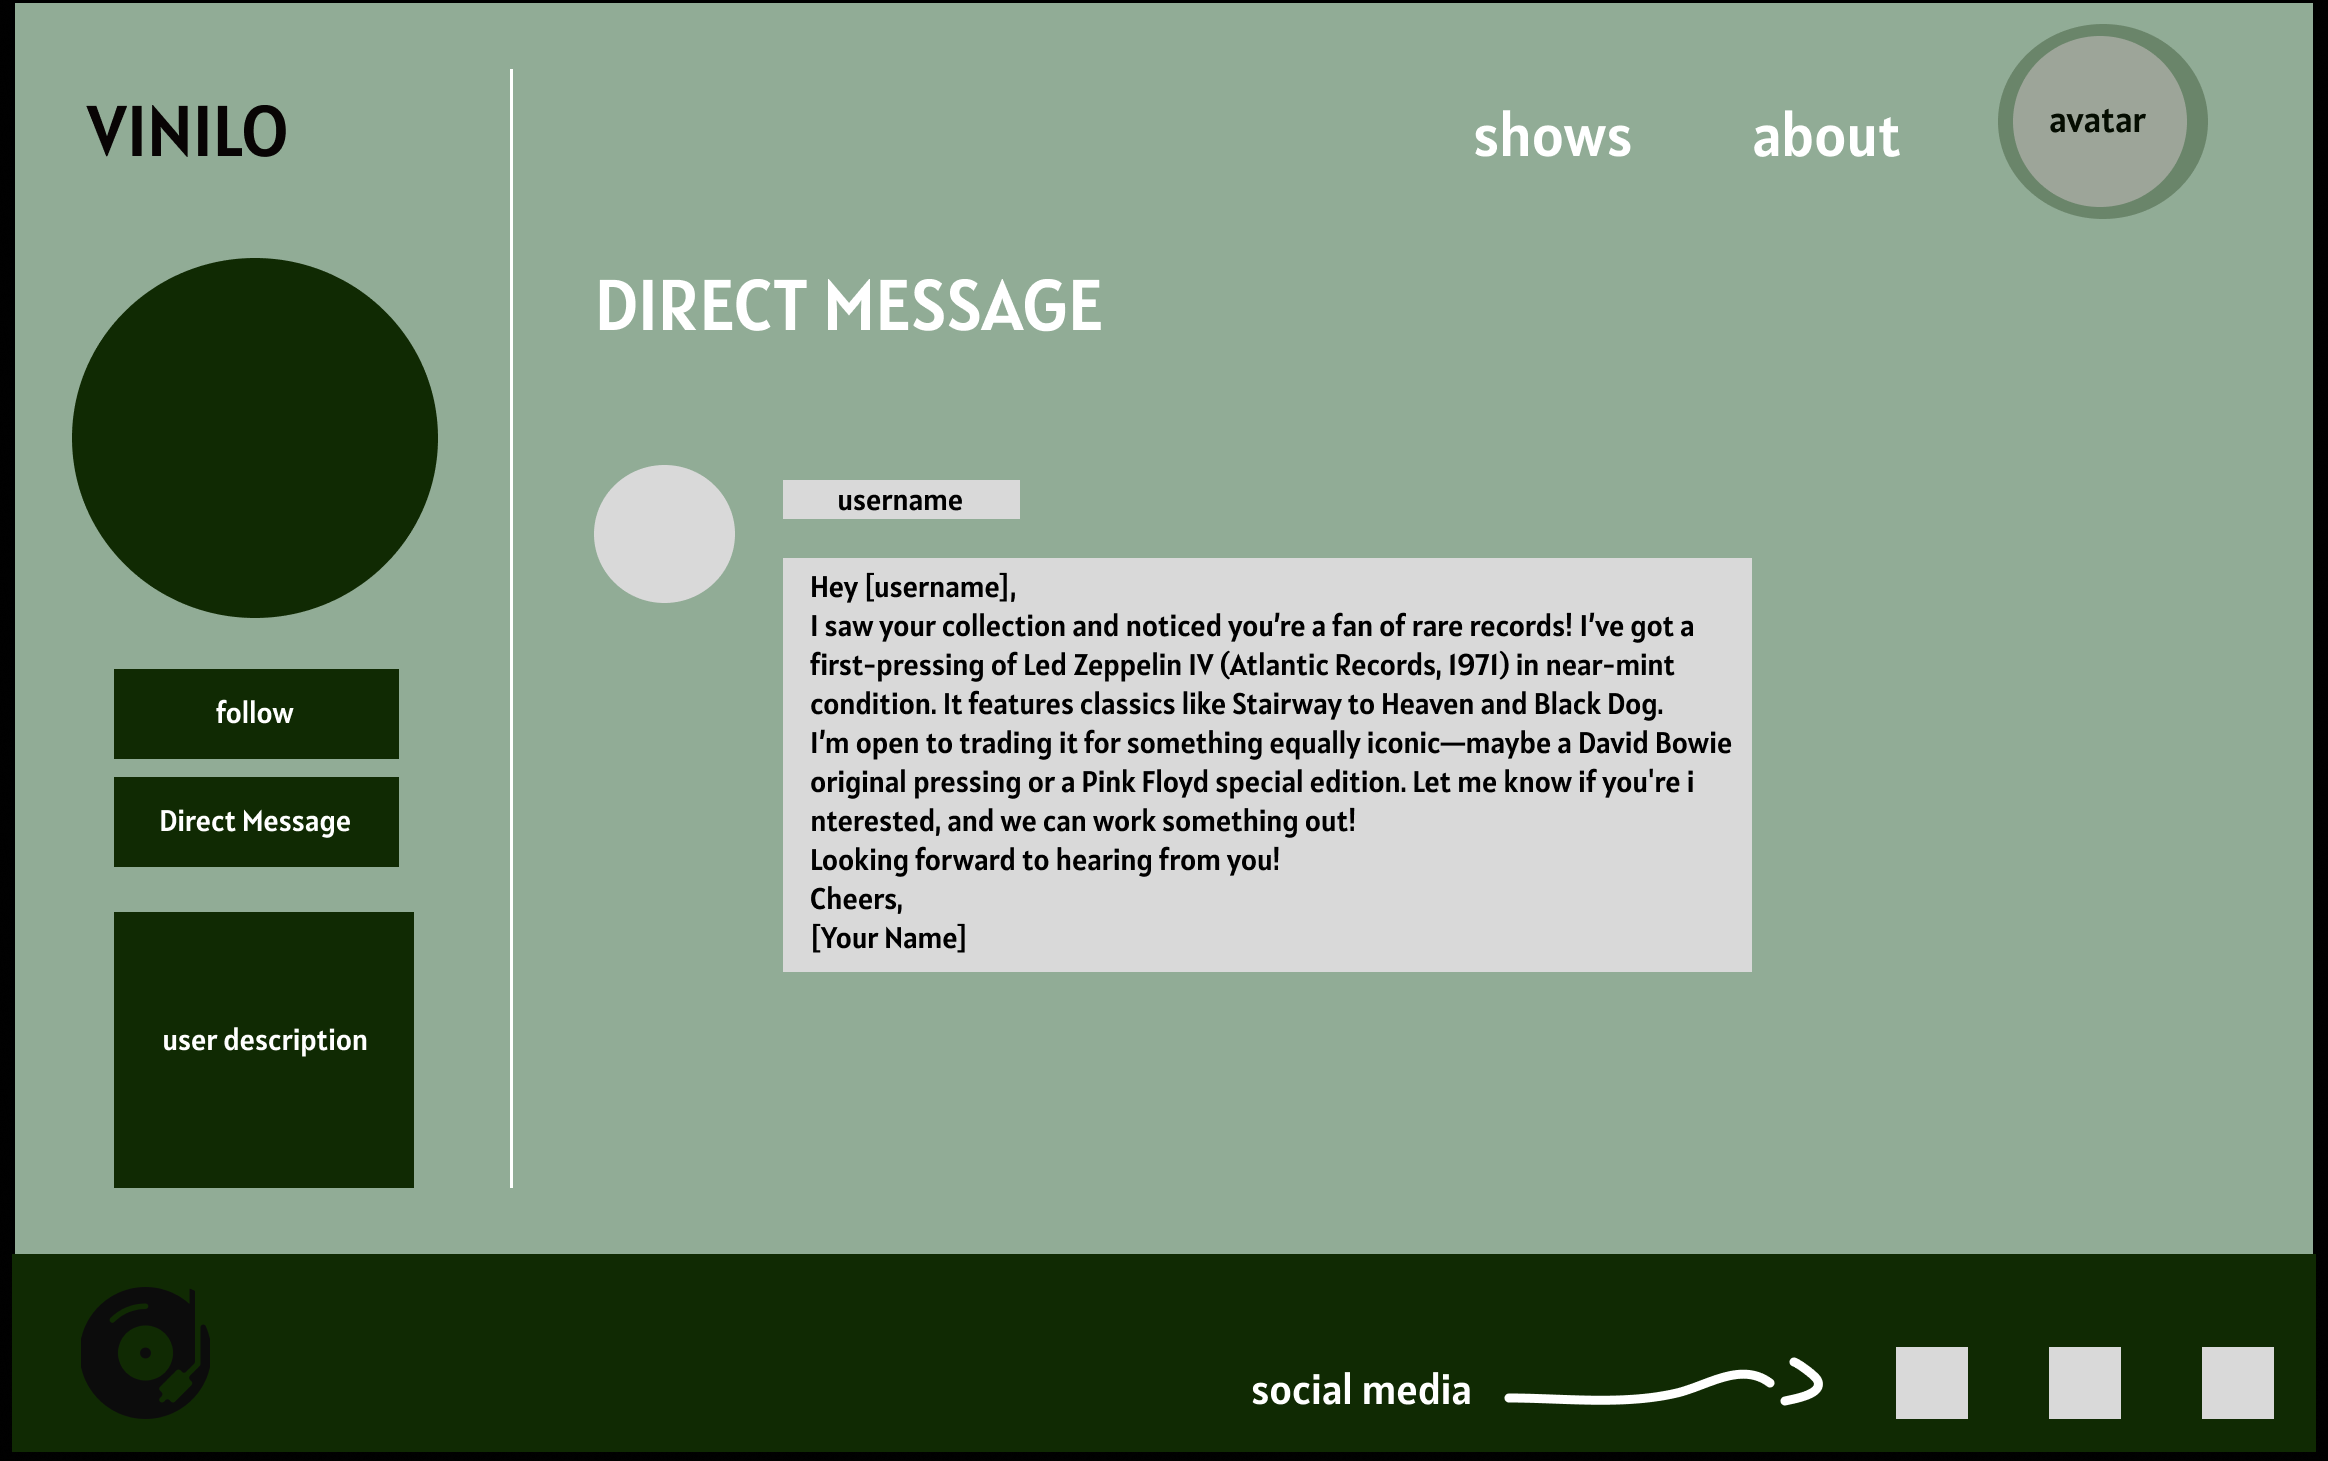 VINILO
shows
about
avatar
DIRECT MESSAGE
follow
Direct Message
user description
username
Hey [username],
I saw your collection and noticed you’re a fan of rare records! I’ve got a
first-pressing of Led Zeppelin IV (Atlantic Records, 1971) in near-mint
condition. It features classics like Stairway to Heaven and Black Dog.
I’m open to trading it for something equally iconic—maybe a David Bowie
original pressing or a Pink Floyd special edition. Let me know if you're i
nterested, and we can work something out!
Looking forward to hearing from you!
Cheers,
[Your Name]
social media